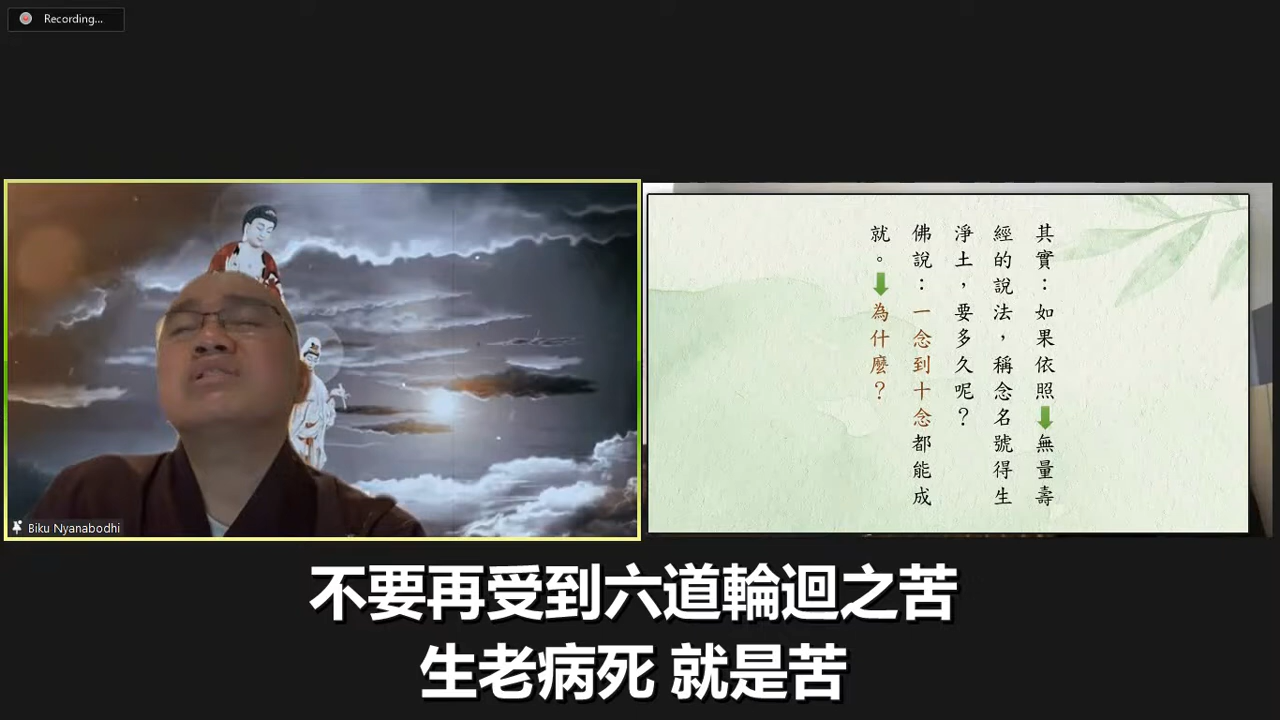 Recording...
Biku Nyanabodhi
其實：如果依照無量壽
經的說法，稱念名號得生
淨土，要多久呢？
佛說：一念到十念都能成
就。為什麼？
不要再受到六道輪迴之苦
生老病死 就是苦